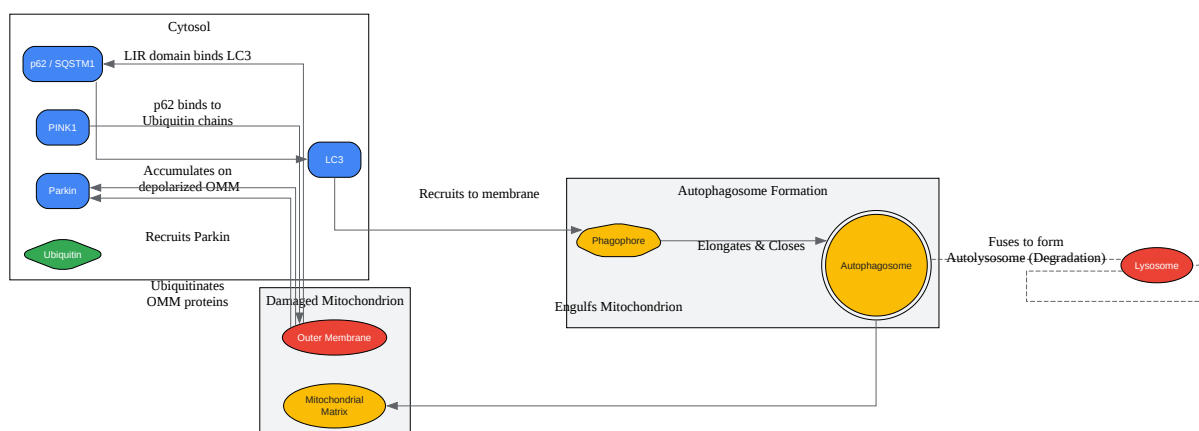 Cytosol
p62 / SQSTM1
LIR domain binds LC3
p62 binds to
Ubiquitin chains
PINK1
LC3
Accumulates on
depolarized OMM
Parkin
Recruits Parkin
Ubiquitin
Ubiquitinates
OMM proteins
Damaged Mitochondrion
Outer Membrane
Mitochondrial
Matrix
Recruits to membrane
Autophagosome Formation
Phagophore
Elongates & Closes
Autophagosome
Engulfs Mitochondrion
Fuses to form
Autolysosome (Degradation)
Lysosome